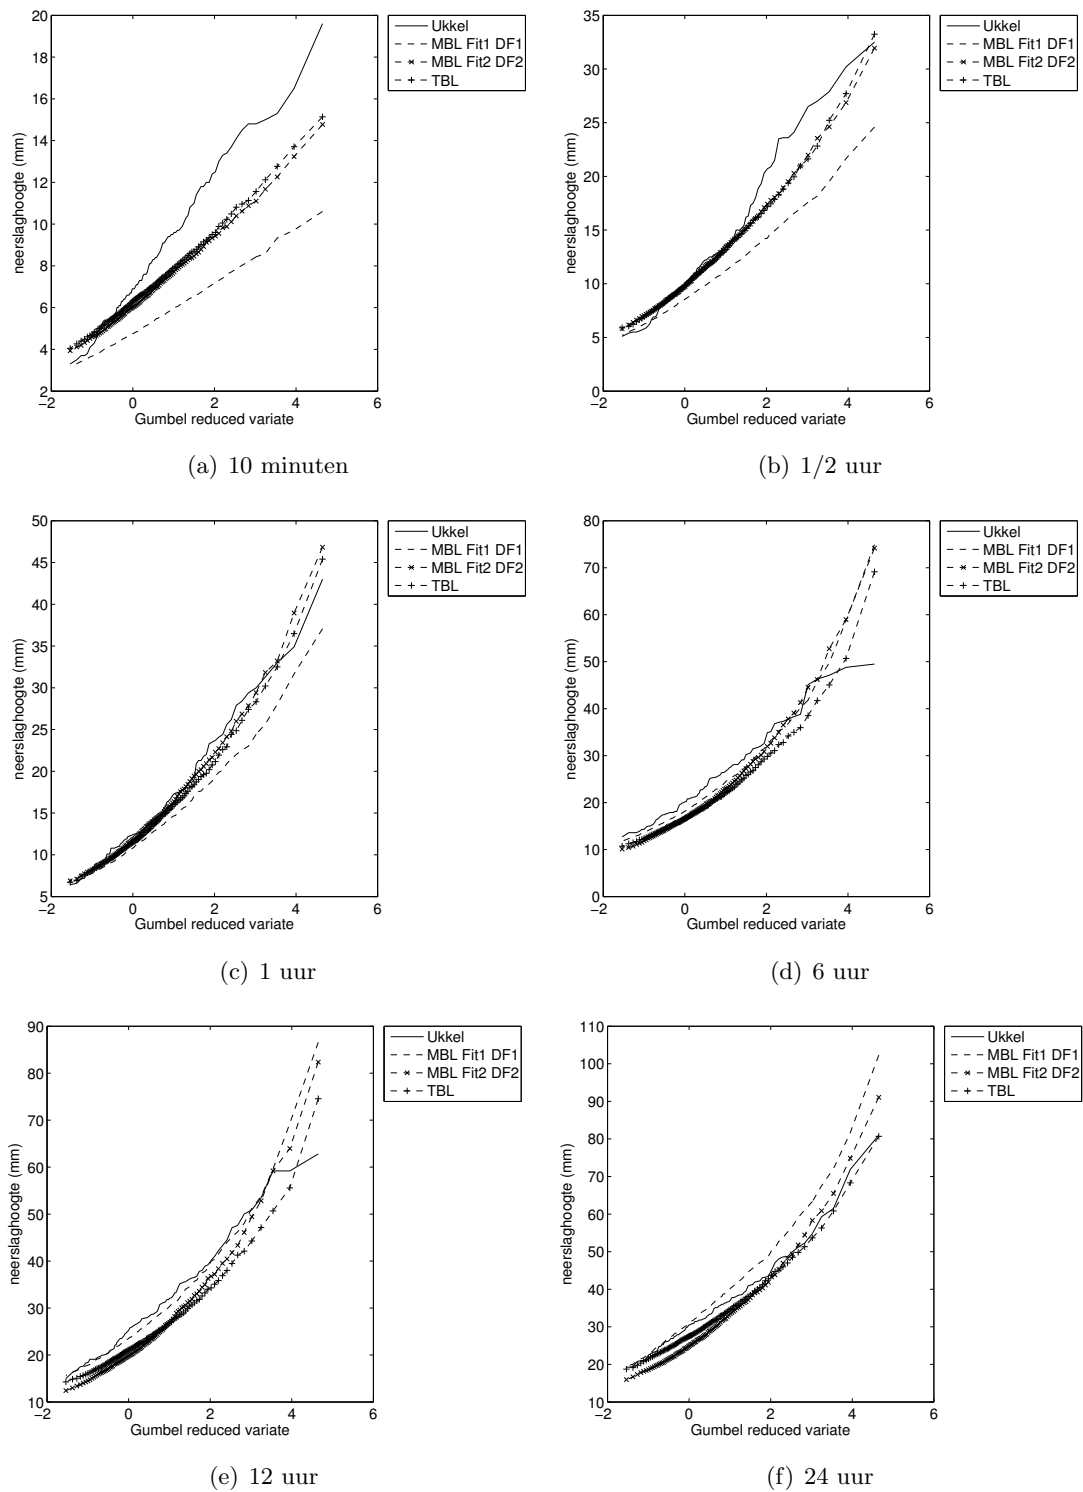 20
18
16
14
12
10
8
6
4
2
−2
0
2
4
6
neerslaghoogte (mm)
Gumbel reduced variate
Ukkel
MBL Fit1 DF1
MBL Fit2 DF2
TBL
(a) 10 minuten
35
30
25
20
15
10
5
0
−2
0
2
4
6
neerslaghoogte (mm)
Gumbel reduced variate
Ukkel
MBL Fit1 DF1
MBL Fit2 DF2
TBL
(b) 1/2 uur
50
45
40
35
30
25
20
15
10
5
−2
0
2
4
6
neerslaghoogte (mm)
Gumbel reduced variate
Ukkel
MBL Fit1 DF1
MBL Fit2 DF2
TBL
(c) 1 uur
80
70
60
50
40
30
20
10
0
−2
0
2
4
6
neerslaghoogte (mm)
Gumbel reduced variate
Ukkel
MBL Fit1 DF1
MBL Fit2 DF2
TBL
(d) 6 uur
90
80
70
60
50
40
30
20
10
−2
0
2
4
6
neerslaghoogte (mm)
Gumbel reduced variate
Ukkel
MBL Fit1 DF1
MBL Fit2 DF2
TBL
(e) 12 uur
110
100
90
80
70
60
50
40
30
20
10
−2
0
2
4
6
neerslaghoogte (mm)
Gumbel reduced variate
Ukkel
MBL Fit1 DF1
MBL Fit2 DF2
TBL
(f) 24 uur